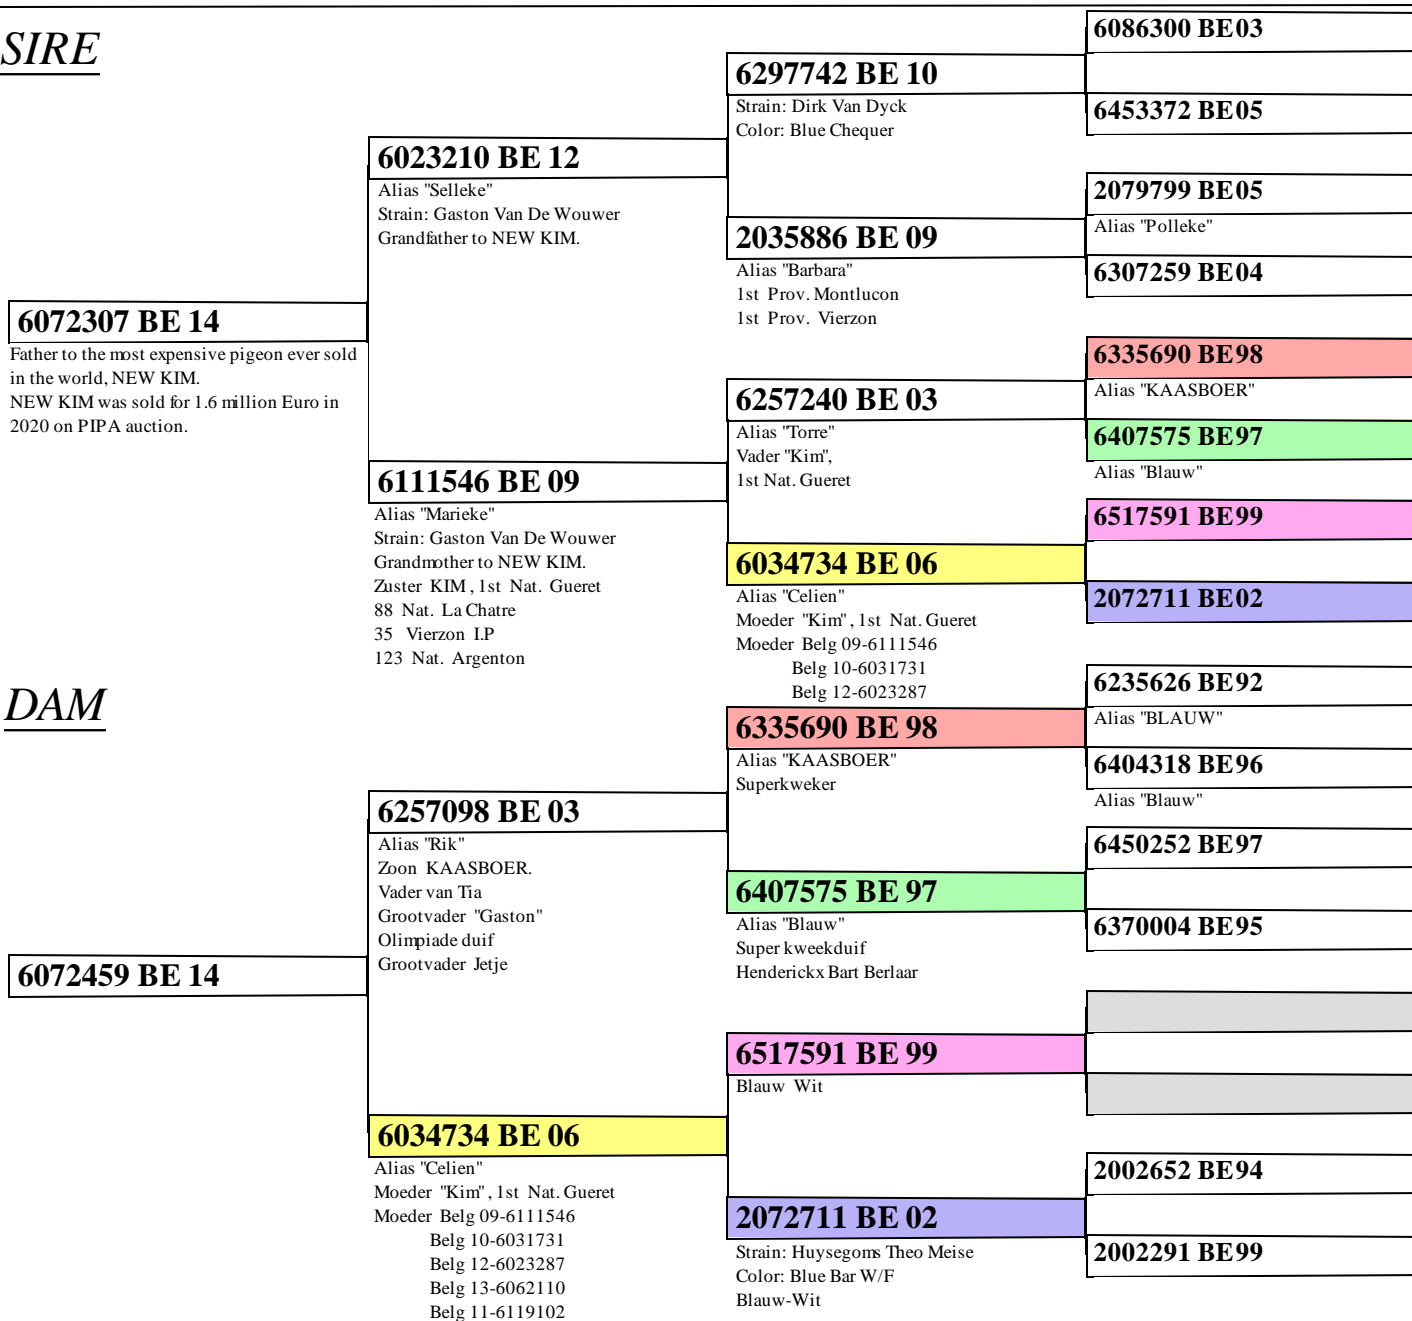 SIRE
6072307 BE 14
Father to the most expensive pigeon ever sold
in the world, NEW KIM.
NEW KIM was sold for 1.6 million Euro in
2020 on PIPA auction.
6023210 BE 12
Alias "Selleke"
Strain: Gaston Van De Wouwer
Grandfather to NEW KIM.
6111546 BE 09
Alias "Marieke"
Strain: Gaston Van De Wouwer
Grandmother to NEW KIM.
Zuster KIM, 1st Nat. Gueret
88 Nat. La Chatre
35 Vierzon I.P
123 Nat. Argenton
6297742 BE 10
Strain: Dirk Van Dyck
Color: Blue Chequer
2035886 BE 09
Alias "Barbara"
1st Prov. Montlucon
1st Prov. Vierzon
6257240 BE 03
Alias "Torre"
Vader "Kim",
1st Nat. Gueret
6034734 BE 06
Alias "Celien"
Moeder "Kim", 1st Nat. Gueret
Moeder Belg 09-6111546
Belg 10-6031731
Belg 12-6023287
6086300 BE03
6453372 BE05
2079799 BE05
Alias "Polleke"
6307259 BE04
6335690 BE98
Alias "KAASBOER"
6407575 BE97
Alias "Blauw"
6517591 BE99
2072711 BE02
DAM
6072459 BE 14
6257098 BE 03
Alias "Rik"
Zoon KAASBOER.
Vader van Tia
Grootvader "Gaston"
Olimpiade duif
Grootvader Jetje
6034734 BE 06
Alias "Celien"
Moeder "Kim", 1st Nat. Gueret
Moeder Belg 09-6111546
Belg 10-6031731
Belg 12-6023287
Belg 13-6062110
Belg 11-6119102
6335690 BE 98
Alias "KAASBOER"
Superkweker
6407575 BE 97
Alias "Blauw"
Super kweekduif
Henderickx Bart Berlaar
6517591 BE 99
Blauw Wit
2072711 BE 02
Strain: Huysegoms Theo Meise
Color: Blue Bar W/F
Blauw-Wit
6235626 BE92
Alias "BLAUW"
6404318 BE96
Alias "Blauw"
6450252 BE97
6370004 BE95
2002652 BE94
2002291 BE99